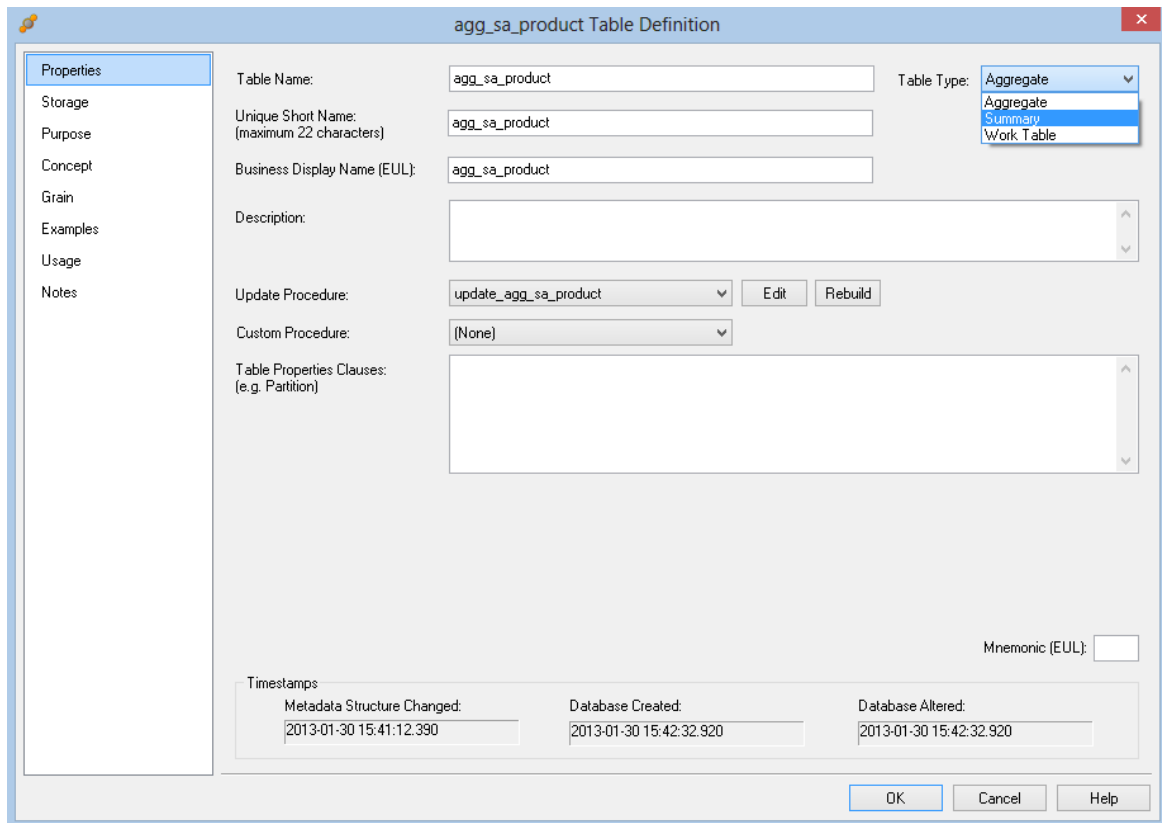 agg_sa_product Table Definition
Properties
Storage
Purpose
Concept
Grain
Examples
Usage
Notes
Table Name:
agg_sa_product
Table Type:
Aggregate
Aggregate
Summary
Work Table
Unique Short Name:
(maximum 22 characters)
agg_sa_product
Business Display Name (EUL):
agg_sa_product
Description:
Update Procedure:
update_agg_sa_product
Edit
Rebuild
Custom Procedure:
(None)
Table Properties Clauses:
(e.g. Partition)
Mnemonic (EUL):
Timestamps
Metadata Structure Changed:
2013-01-30 15:41:12.390
Database Created:
2013-01-30 15:42:32.920
Database Altered:
2013-01-30 15:42:32.920
OK
Cancel
Help